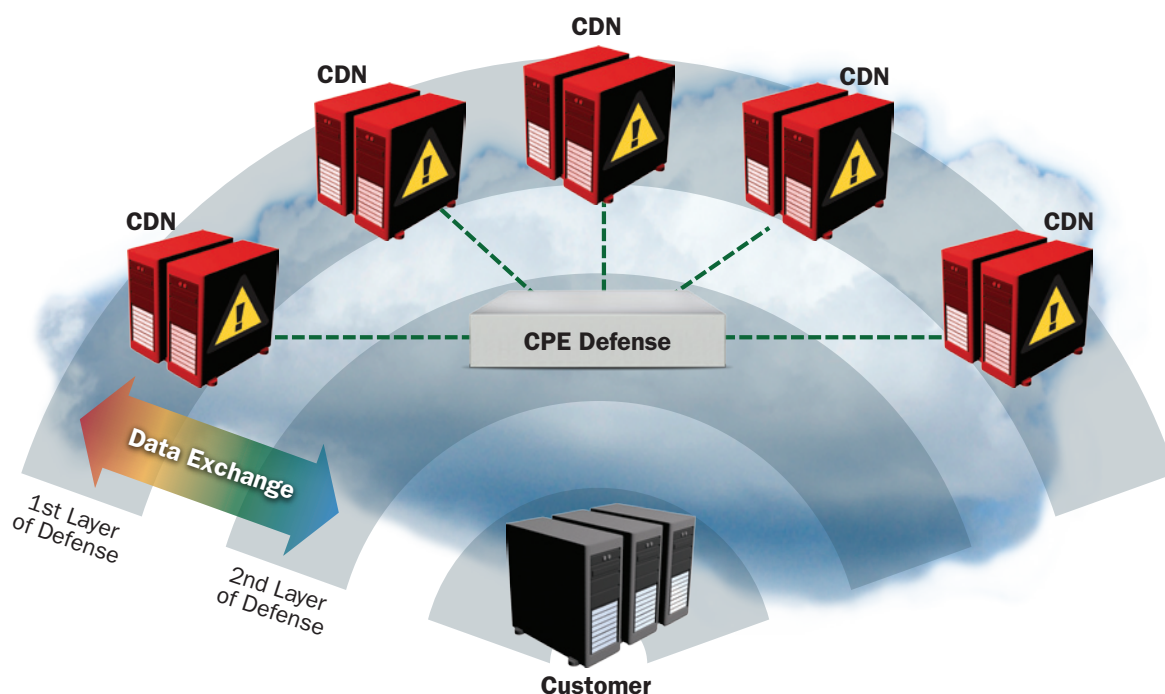 CDN
CDN
CDN
CDN
CDN
CPE Defense
Data Exchange
1st Layer
of Defense
2nd Layer
of Defense
Customer